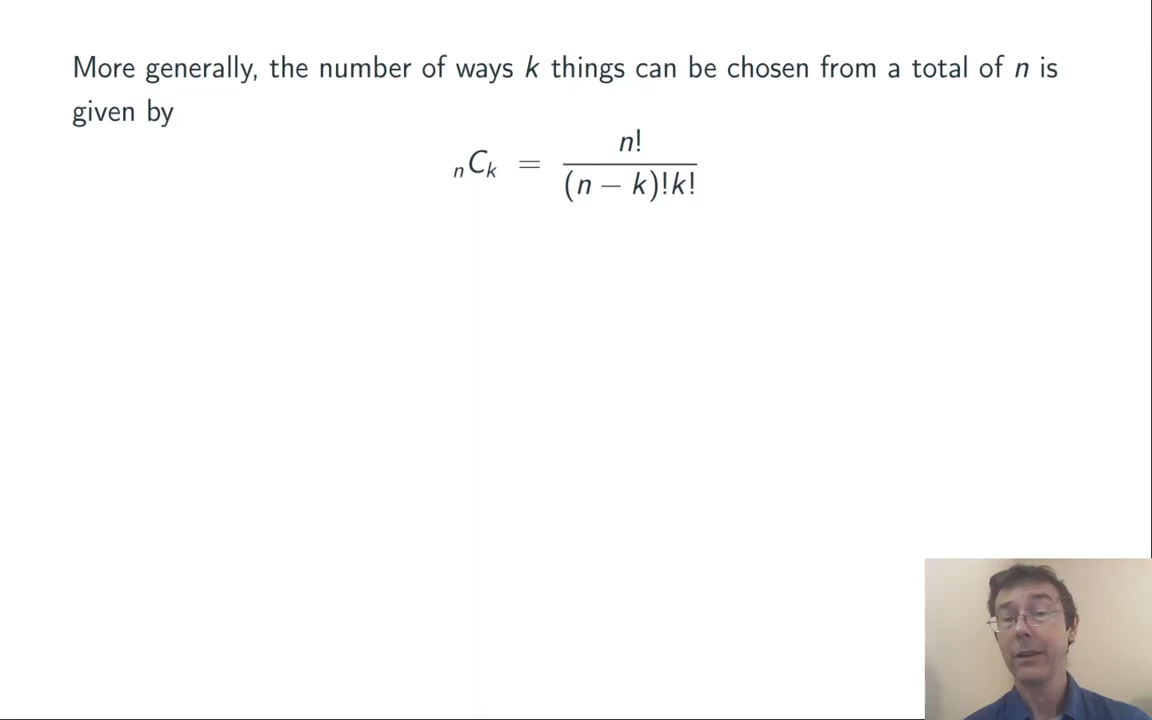 More generally, the number of ways k things can be chosen from a total of n is
given by
ₙCₖ = n! / (n − k)!k!